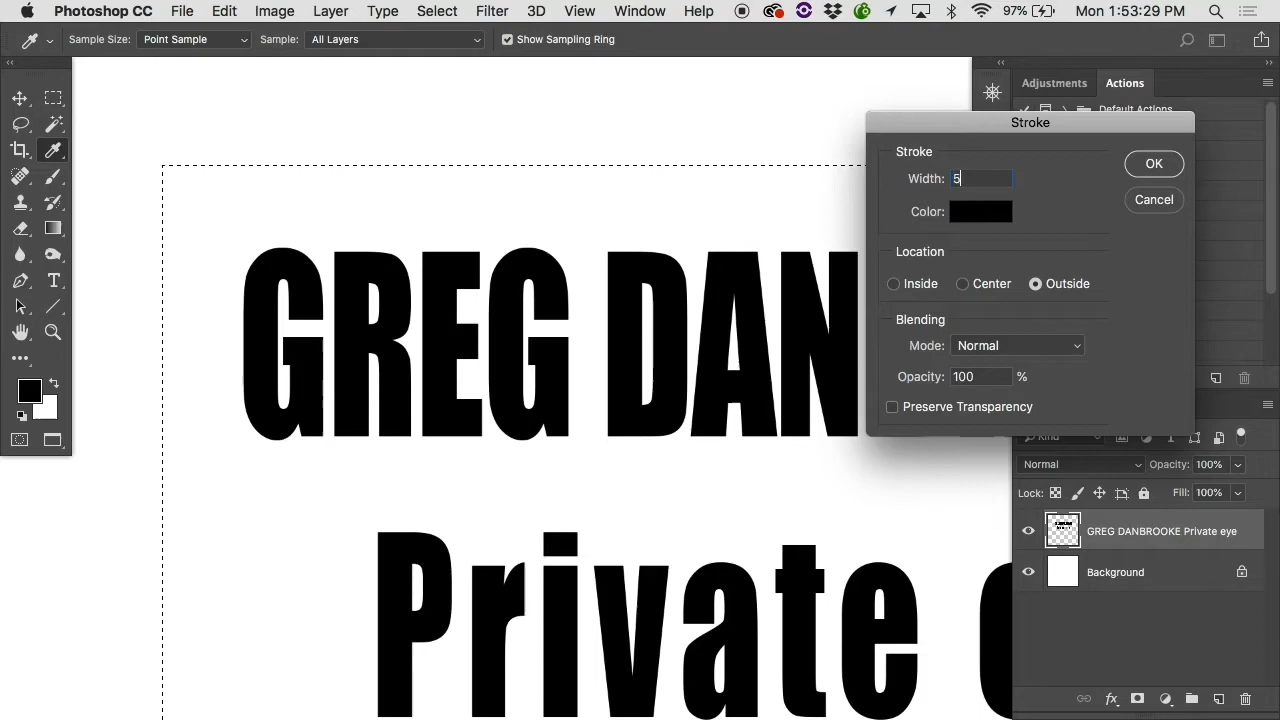 Photoshop CC File Edit Image Layer Type Select Filter 3D View Window Help 97% Mon 1:53:29 PM
Sample Size: Point Sample Sample: All Layers Show Sampling Ring
Adjustments Actions
Default Actions
Stroke
Stroke
Width: 5
OK
Color:
Cancel
Location
Inside Center Outside
Blending
Mode: Normal
Opacity: 100 %
Preserve Transparency
GREG DAN
Private
Kind
Normal Opacity: 100%
Lock: Fill: 100%
GREG DANBROOKE Private eye
Background
fx